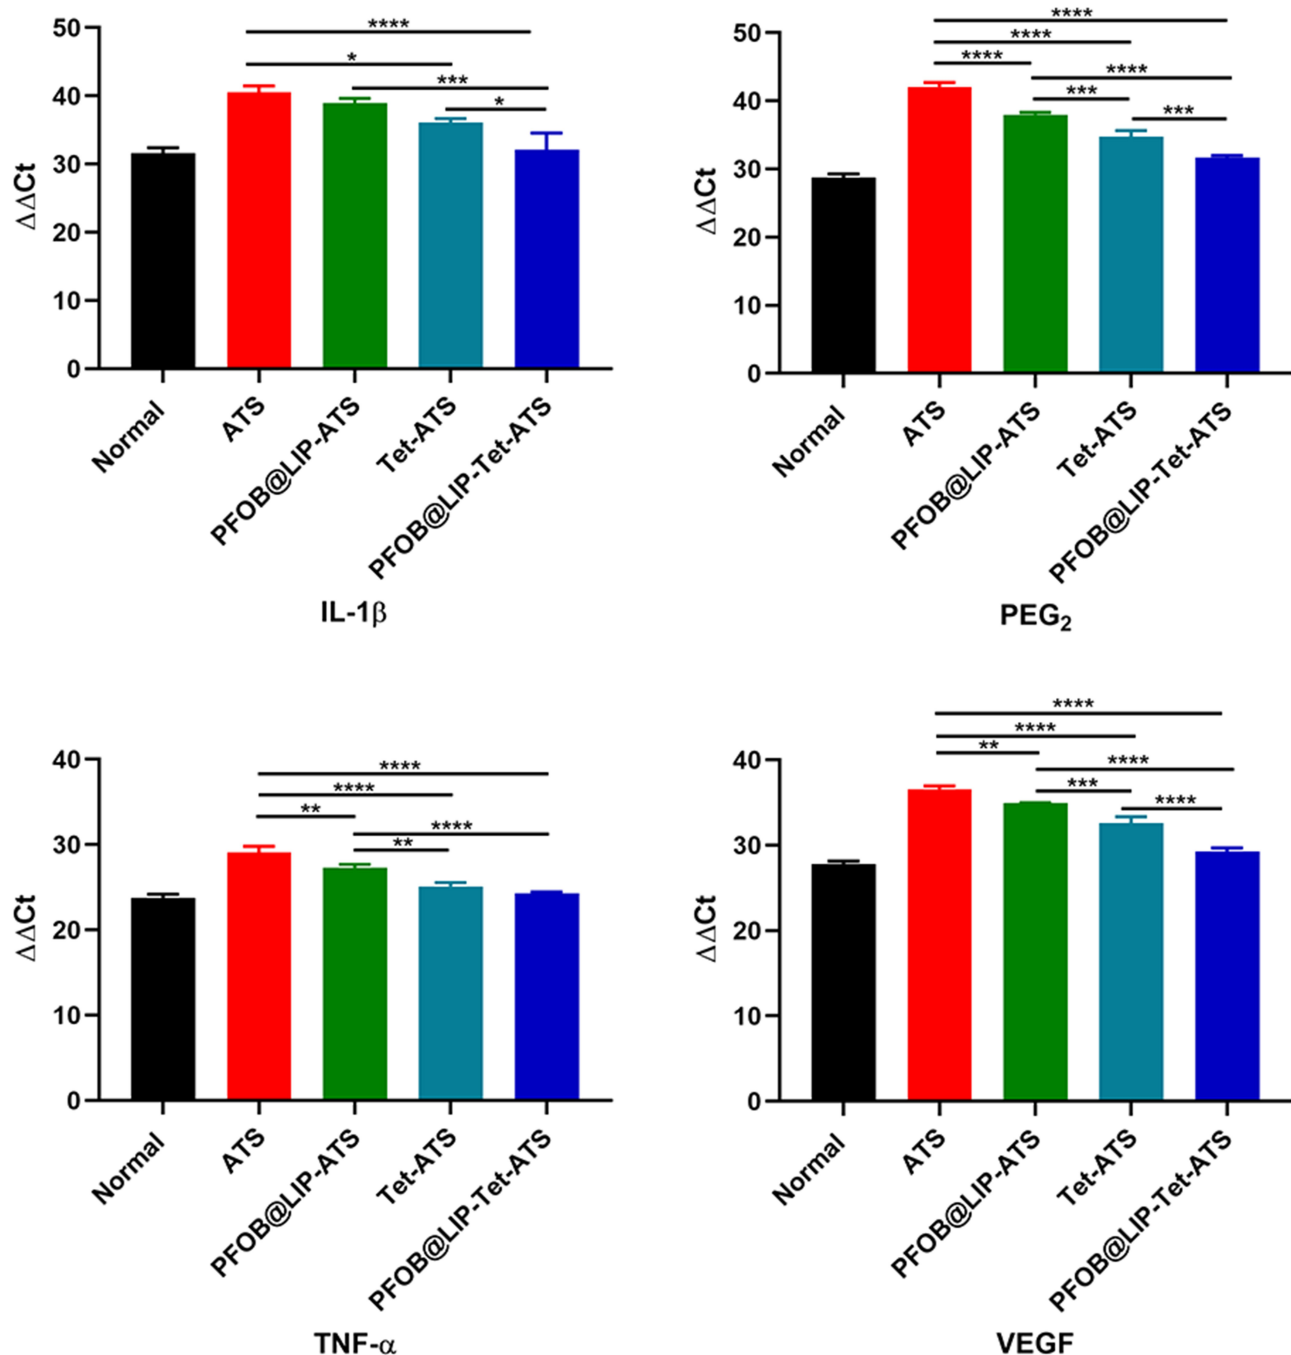 ****
*
***
*
50
40
30
20
10
0
ΔΔCt
Normal
ATS
PFOB@LIP-ATS
Tet-ATS
PFOB@LIP-Tet-ATS
IL-1β
****
****
****
****
***
***
50
40
30
20
10
0
ΔΔCt
Normal
ATS
PFOB@LIP-ATS
Tet-ATS
PFOB@LIP-Tet-ATS
PEG₂
****
****
**
****
**
40
30
20
10
0
ΔΔCt
Normal
ATS
PFOB@LIP-ATS
Tet-ATS
PFOB@LIP-Tet-ATS
TNF-α
****
****
**
****
***
****
40
30
20
10
0
ΔΔCt
Normal
ATS
PFOB@LIP-ATS
Tet-ATS
PFOB@LIP-Tet-ATS
VEGF